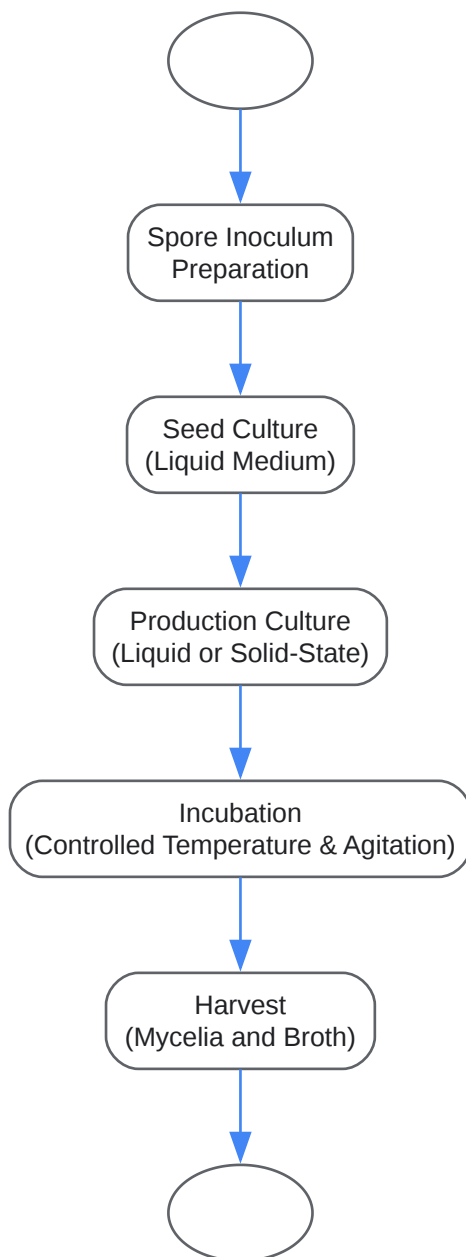 Spore Inoculum
Preparation
Seed Culture
(Liquid Medium)
Production Culture
(Liquid or Solid-State)
Incubation
(Controlled Temperature & Agitation)
Harvest
(Mycelia and Broth)